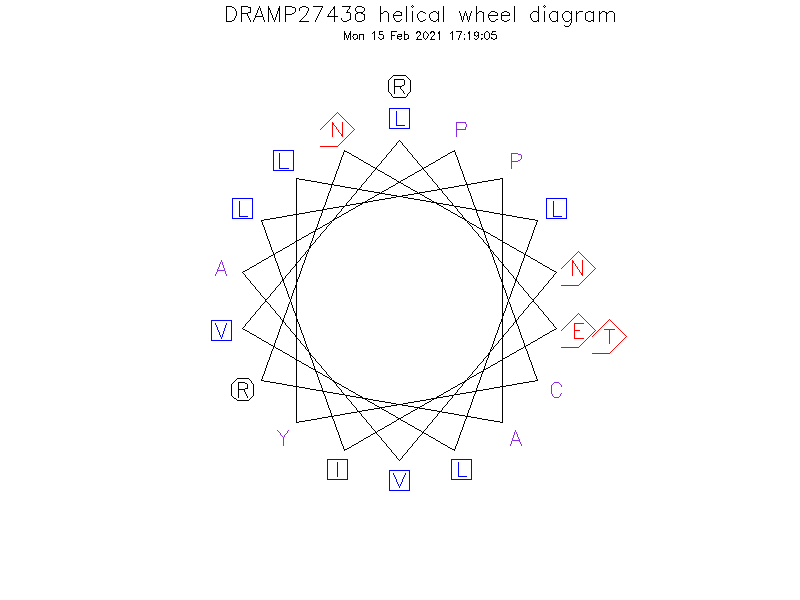 DRAMP27438 helical wheel diagram
Mon 15 Feb 2021 17:19:05
R
N L P
L P
L L
A N
V E T
R C
Y A
I V L